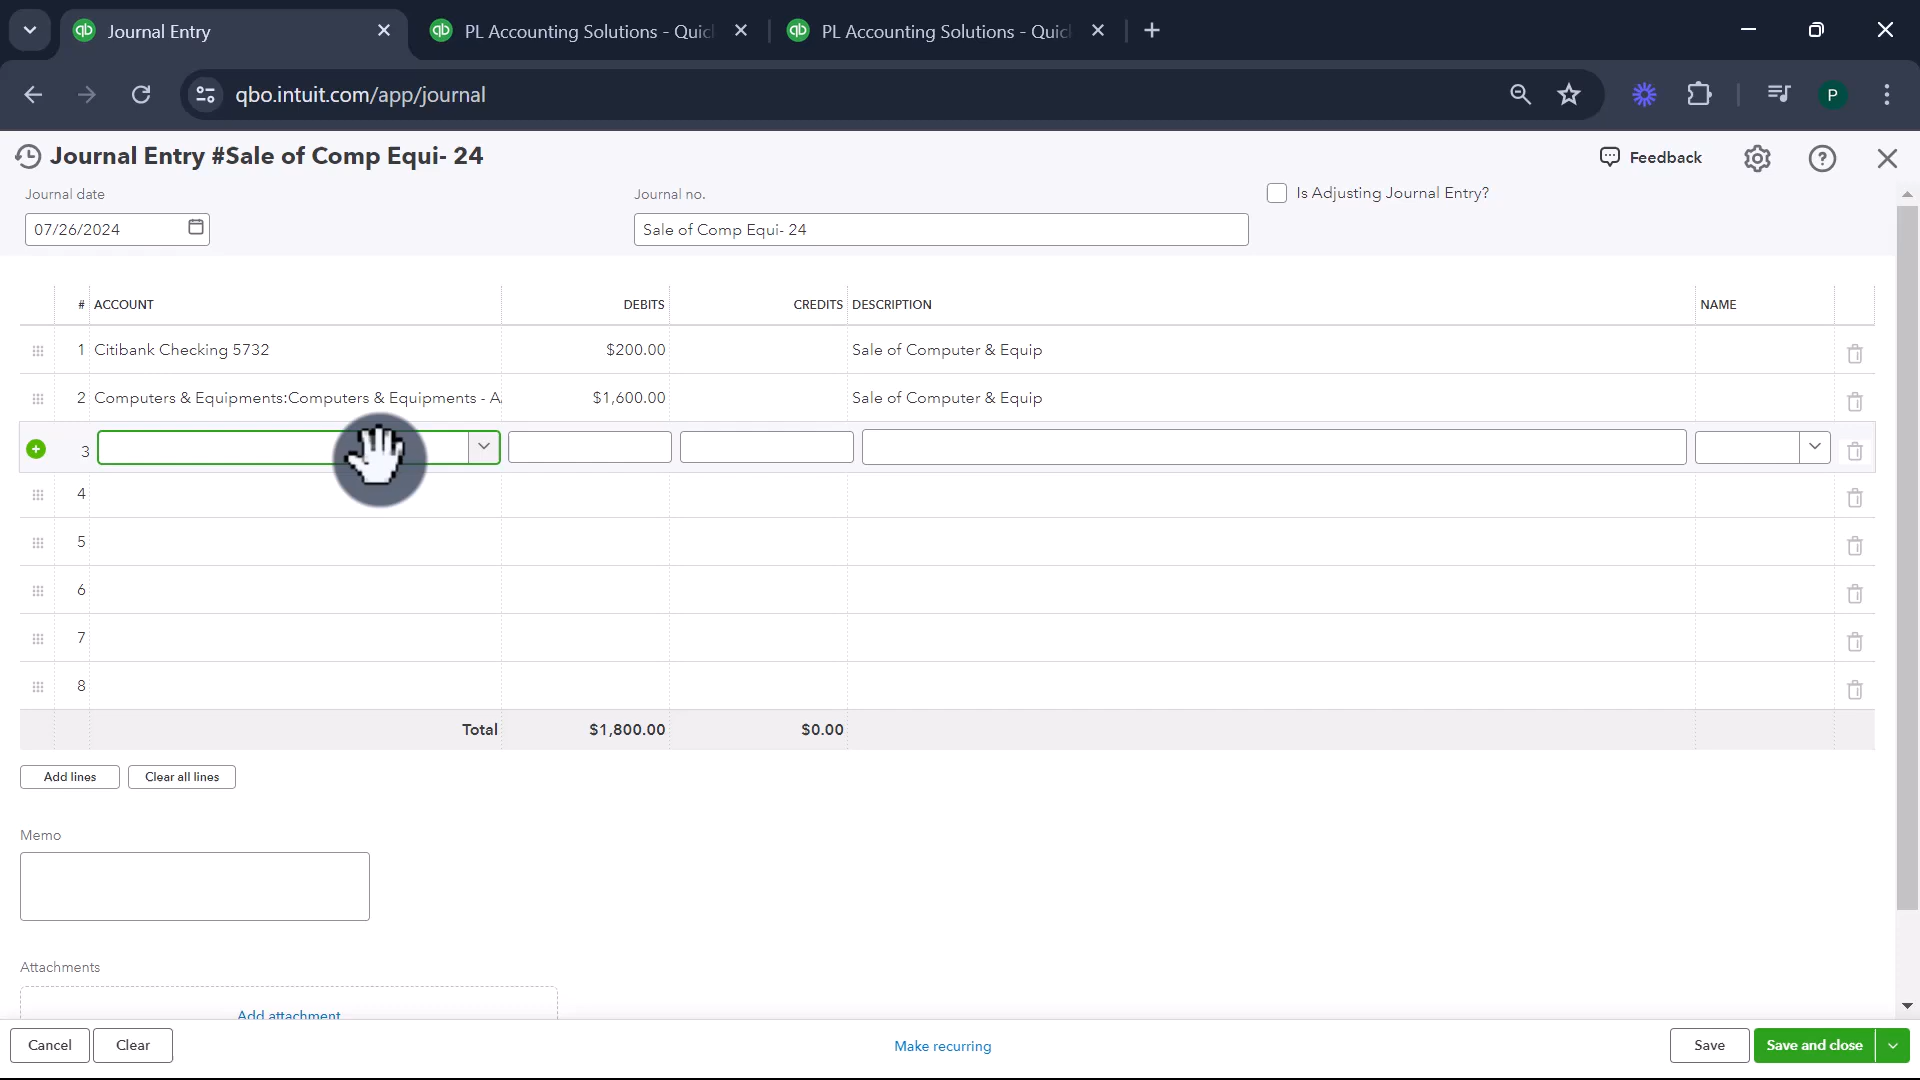 Journal Entry
PL Accounting Solutions - Quic
PL Accounting Solutions - Quic
qbo.intuit.com/app/journal
P
Journal Entry #Sale of Comp Equi- 24
Feedback
Journal date
Journal no.
Is Adjusting Journal Entry?
07/26/2024
Sale of Comp Equi- 24
# ACCOUNT DEBITS CREDITS DESCRIPTION NAME
1 Citibank Checking 5732 $200.00 Sale of Computer & Equip
2 Computers & Equipments:Computers & Equipments - A $1,600.00 Sale of Computer & Equip
3
4
5
6
7
8
Total $1,800.00 $0.00
Add lines Clear all lines
Memo
Attachments
Add attachment
Cancel Clear Make recurring Save Save and close